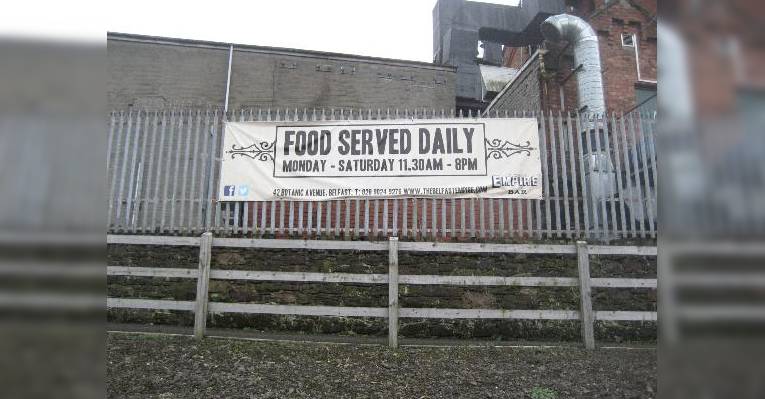 FOOD SERVED DAILY
MONDAY - SATURDAY 11.30AM - 8PM
42 BOTANIC AVENUE, BELFAST. T: 028 9024 9276 WWW.THEBELFASTEMPIRE.COM
EMPIRE
BAR